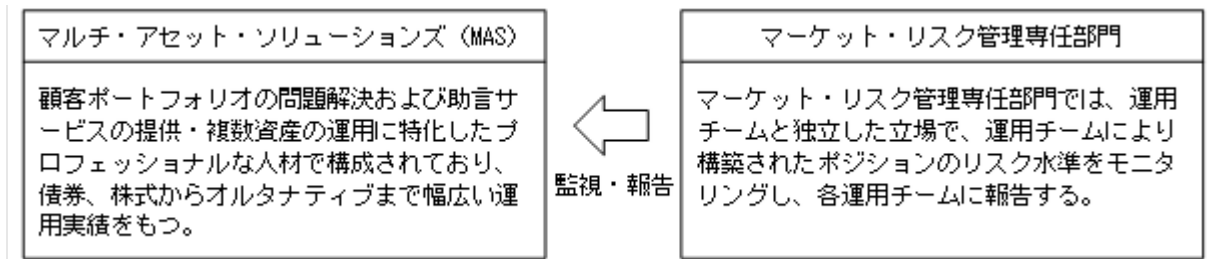 マルチ・アセット・ソリューションズ（MAS）
顧客ポートフォリオの問題解決および助言サ
ービスの提供・複数資産の運用に特化したプ
ロフェッショナルな人材で構成されており、
債券、株式からオルタナティブまで幅広い運
用実績をもつ。
監視・報告
マーケット・リスク管理専任部門
マーケット・リスク管理専任部門では、運用
チームと独立した立場で、運用チームにより
構築されたポジションのリスク水準をモニタ
リングし、各運用チームに報告する。